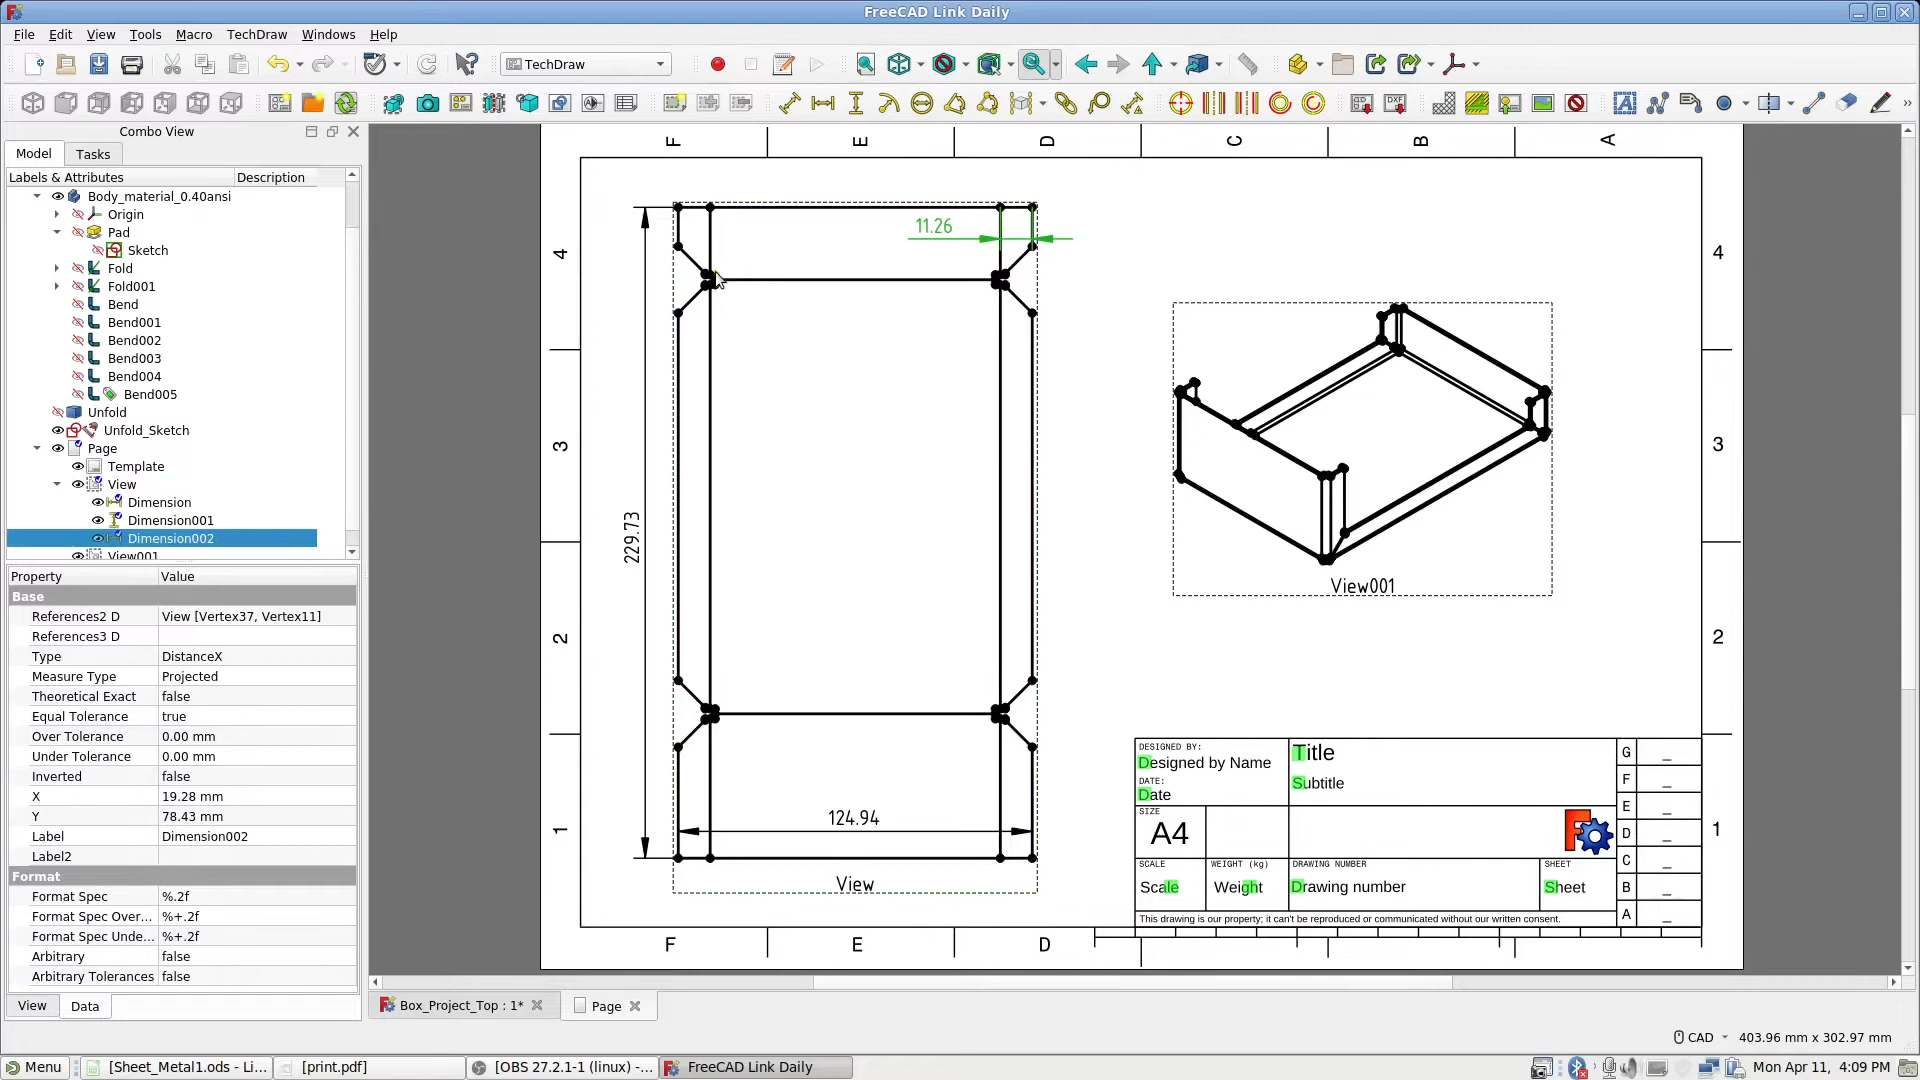 FreeCAD Link Daily
File Edit View Tools Macro TechDraw Windows Help
TechDraw
Combo View
Model Tasks
Labels & Attributes Description
Body_material_0.40ansi
Origin
Pad
Sketch
Fold
Fold001
Bend
Bend001
Bend002
Bend003
Bend004
Bend005
Unfold
Unfold_Sketch
Page
Template
View
Dimension
Dimension001
Dimension002
View001
Property Value
Base
References2 D View [Vertex37, Vertex11]
References3 D
Type DistanceX
Measure Type Projected
Theoretical Exact false
Equal Tolerance true
Over Tolerance 0.00 mm
Under Tolerance 0.00 mm
Inverted false
X 19.28 mm
Y 78.43 mm
Label Dimension002
Label2
Format
Format Spec %.2f
Format Spec Over... %+.2f
Format Spec Unde... %+.2f
Arbitrary false
Arbitrary Tolerances false
View Data
F E D C B A
4 4
3 3
2 2
1 1
11.26
229.73
124.94
View
View001
DESIGNED BY:
Designed by Name
DATE:
Date
Title
Subtitle
SIZE
A4
SCALE
Scale
WEIGHT (kg)
Weight
DRAWING NUMBER
Drawing number
SHEET
Sheet
G _
F _
E _
D _
C _
B _
A _
This drawing is our property; it can't be reproduced or communicated without our written consent.
F E D
Box_Project_Top : 1* Page
CAD 403.96 mm x 302.97 mm
Menu [Sheet_Metal1.ods - Li... [print.pdf] [OBS 27.2.1-1 (linux) -... FreeCAD Link Daily Mon Apr 11, 4:09 PM